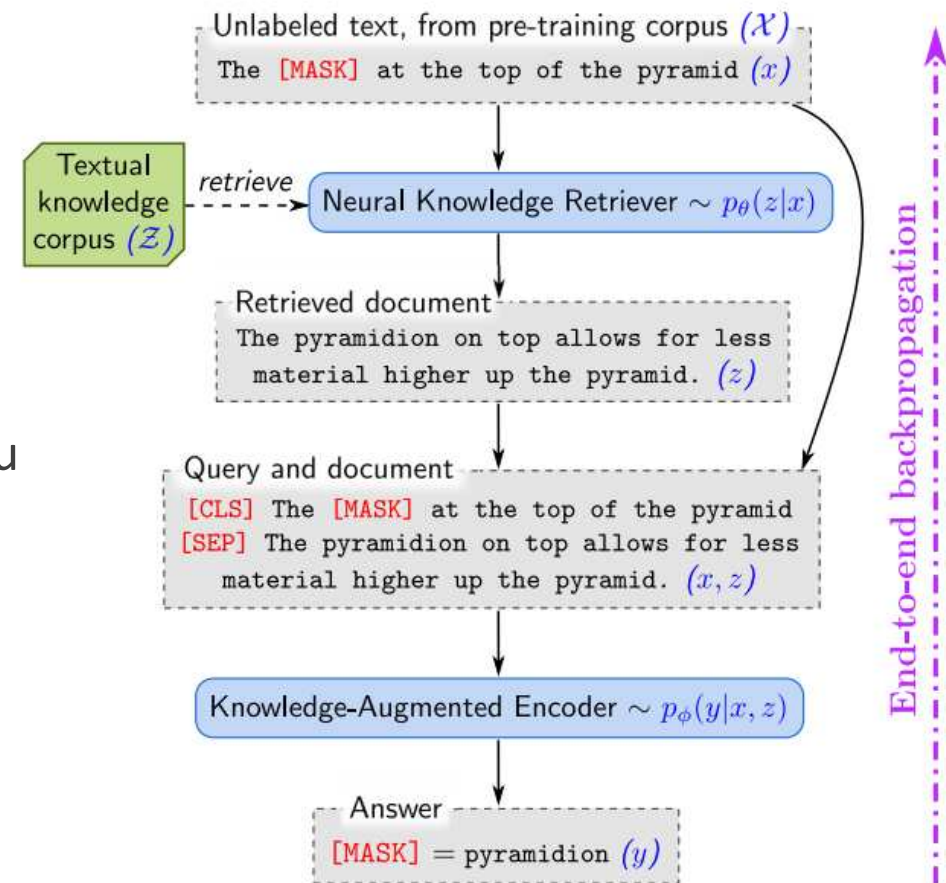 Unlabeled text, from pre-training corpus (𝒳)
The [MASK] at the top of the pyramid (x)
Textual
knowledge
corpus (𝒵)
retrieve
Neural Knowledge Retriever ∼ pθ(z|x)
Retrieved document
The pyramidion on top allows for less
material higher up the pyramid. (z)
u
Query and document
[CLS] The [MASK] at the top of the pyramid
[SEP] The pyramidion on top allows for less
material higher up the pyramid. (x, z)
Knowledge-Augmented Encoder ∼ pϕ(y|x, z)
Answer
[MASK] = pyramidion (y)
End-to-end backpropagation